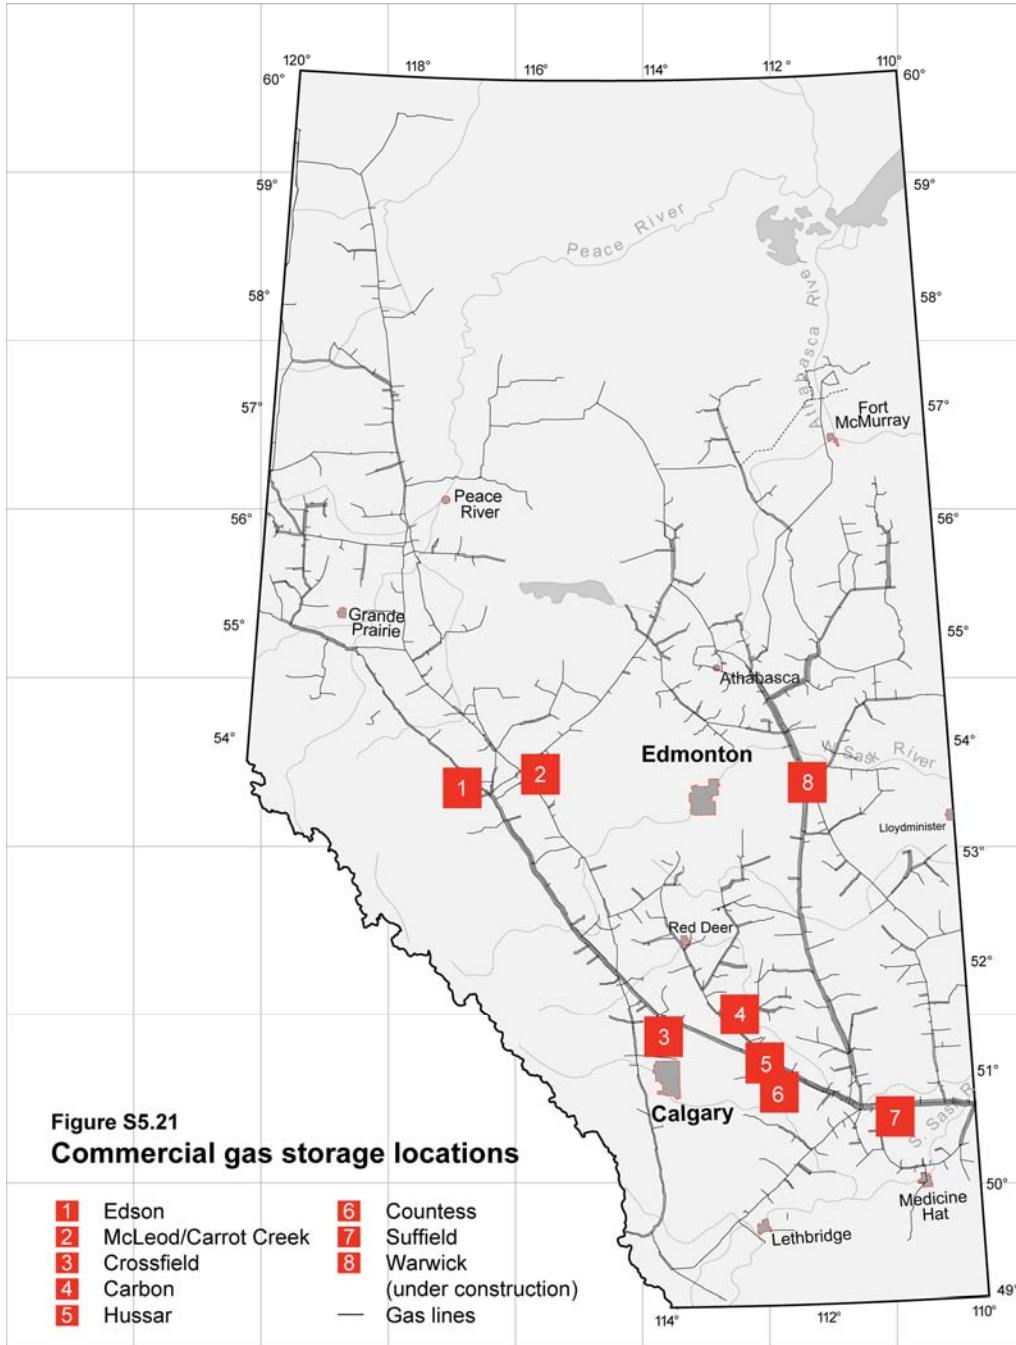 120°
118°
116°
114°
112°
110°
60°
60°
59°
59°
Peace River
58°
58°
Athabasca Rive
57°
57°
Fort
McMurray
Peace
River
56°
56°
Grande
Prairie
55°
55°
Athabasca
54°
54°
Edmonton
N Sask River
1
2
8
Lloydminister
53°
Red Deer
52°
4
3
5
51°
6
Calgary
7
S. Sask R
50°
Medicine
Hat
Lethbridge
49°
114°
112°
110°
Figure S5.21
Commercial gas storage locations
1 Edson
2 McLeod/Carrot Creek
3 Crossfield
4 Carbon
5 Hussar
6 Countess
7 Suffield
8 Warwick
(under construction)
Gas lines